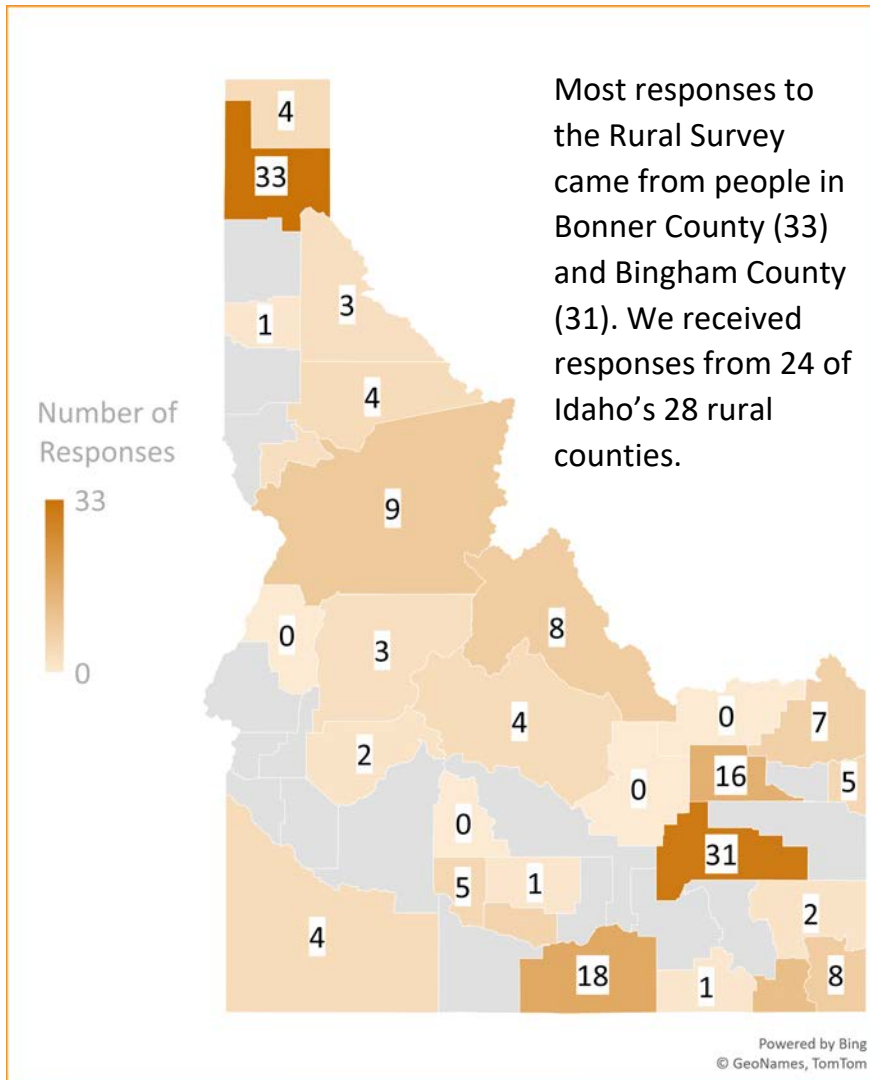 Most responses to
the Rural Survey
came from people in
Bonner County (33)
and Bingham County
(31). We received
responses from 24 of
Idaho’s 28 rural
counties.
4
33
3
1
4
Number of
Responses
33
0
9
0
3
8
4
2
0
7
0
16
5
0
31
5
1
4
2
18
1
8
Powered by Bing
© GeoNames, TomTom